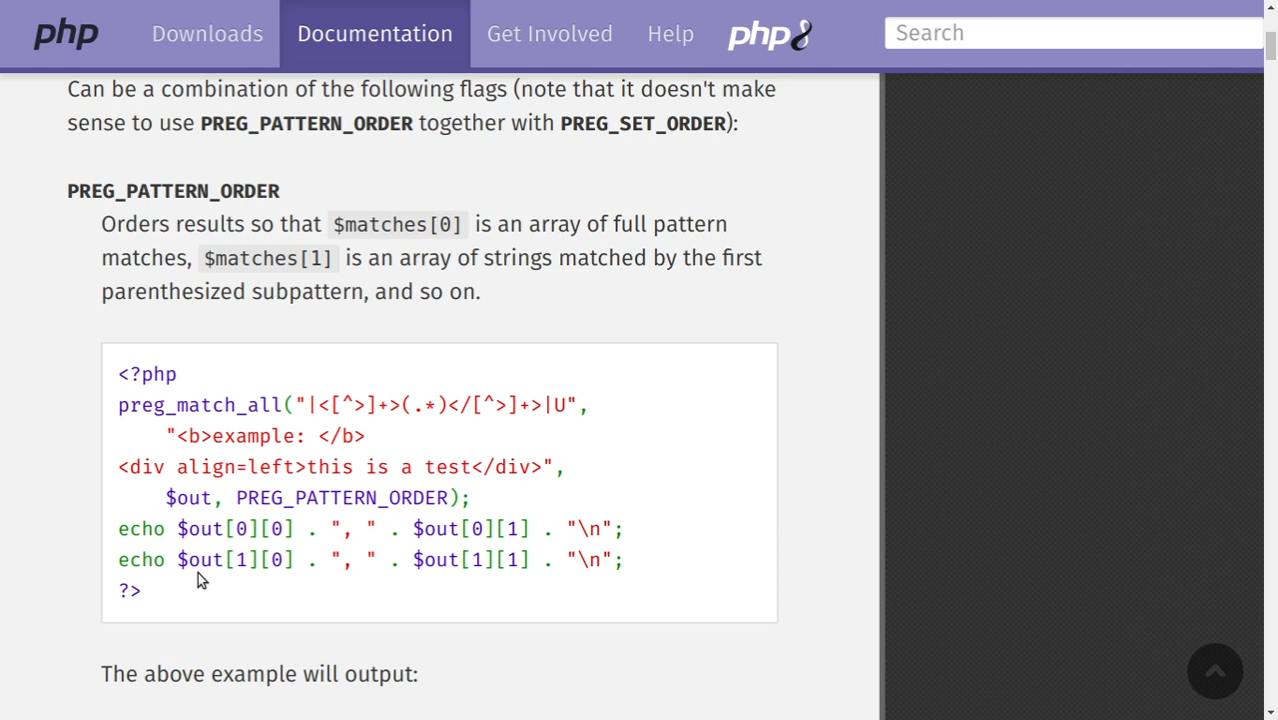 php Downloads Documentation Get Involved Help php8 Search
Can be a combination of the following flags (note that it doesn't make
sense to use PREG_PATTERN_ORDER together with PREG_SET_ORDER):
PREG_PATTERN_ORDER
Orders results so that $matches[0] is an array of full pattern
matches, $matches[1] is an array of strings matched by the first
parenthesized subpattern, and so on.
<?php
preg_match_all("|<[^>]+>(.*)</[^>]+>|U",
    "<b>example: </b>
<div align=left>this is a test</div>",
    $out, PREG_PATTERN_ORDER);
echo $out[0][0] . ", " . $out[0][1] . "\n";
echo $out[1][0] . ", " . $out[1][1] . "\n";
?>
The above example will output: